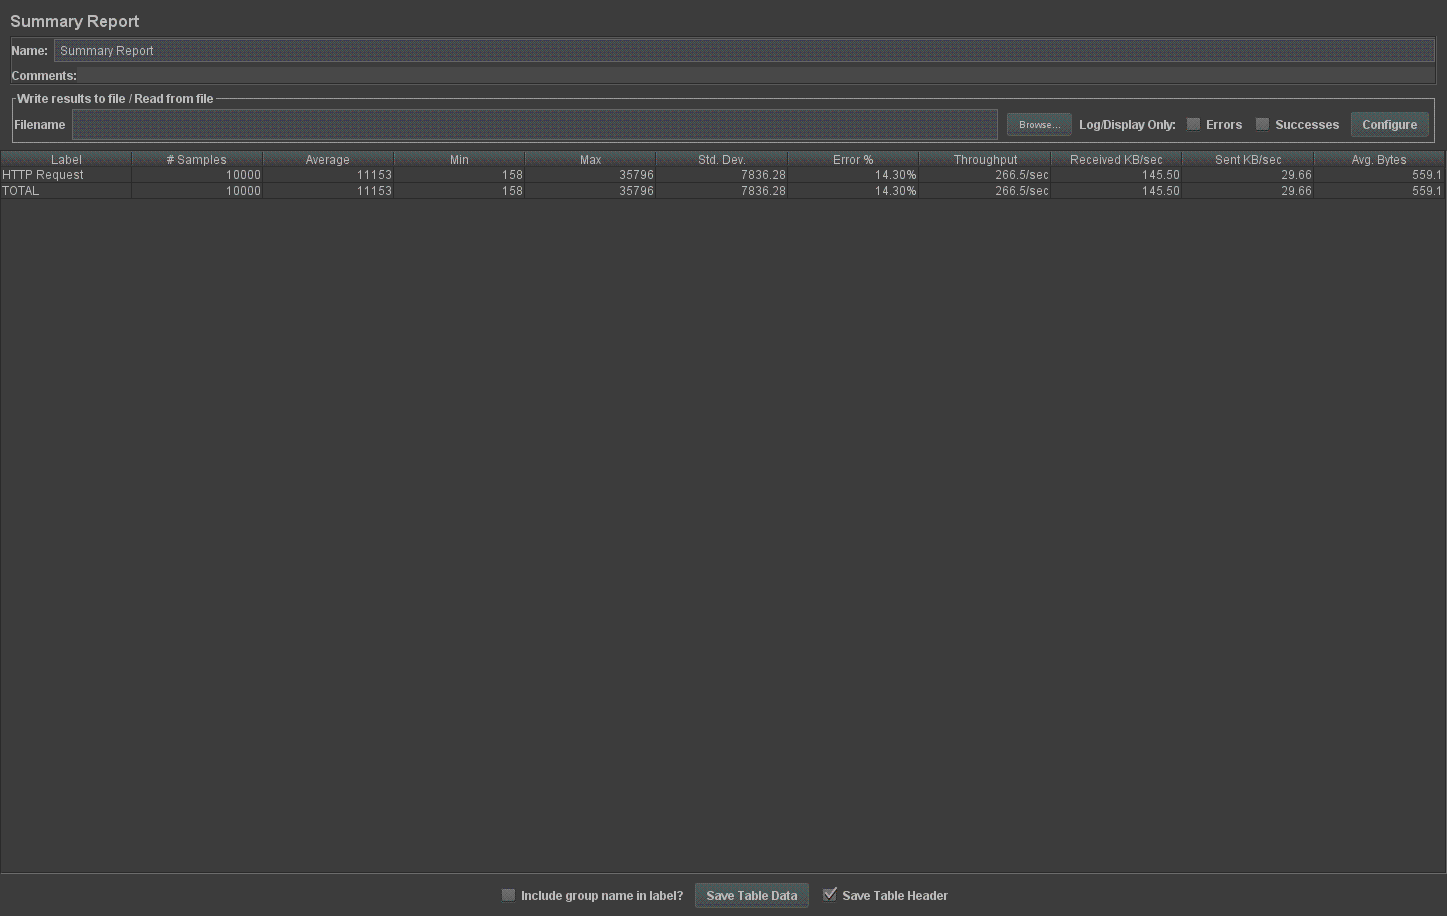 Summary Report
Name: Summary Report
Comments:
Write results to file / Read from file
Filename Browse... Log/Display Only: Errors Successes Configure
Label # Samples Average Min Max Std. Dev. Error % Throughput Received KB/sec Sent KB/sec Avg. Bytes
HTTP Request 10000 11153 158 35796 7836.28 14.30% 266.5/sec 145.50 29.66 559.1
TOTAL 10000 11153 158 35796 7836.28 14.30% 266.5/sec 145.50 29.66 559.1
Include group name in label? Save Table Data Save Table Header